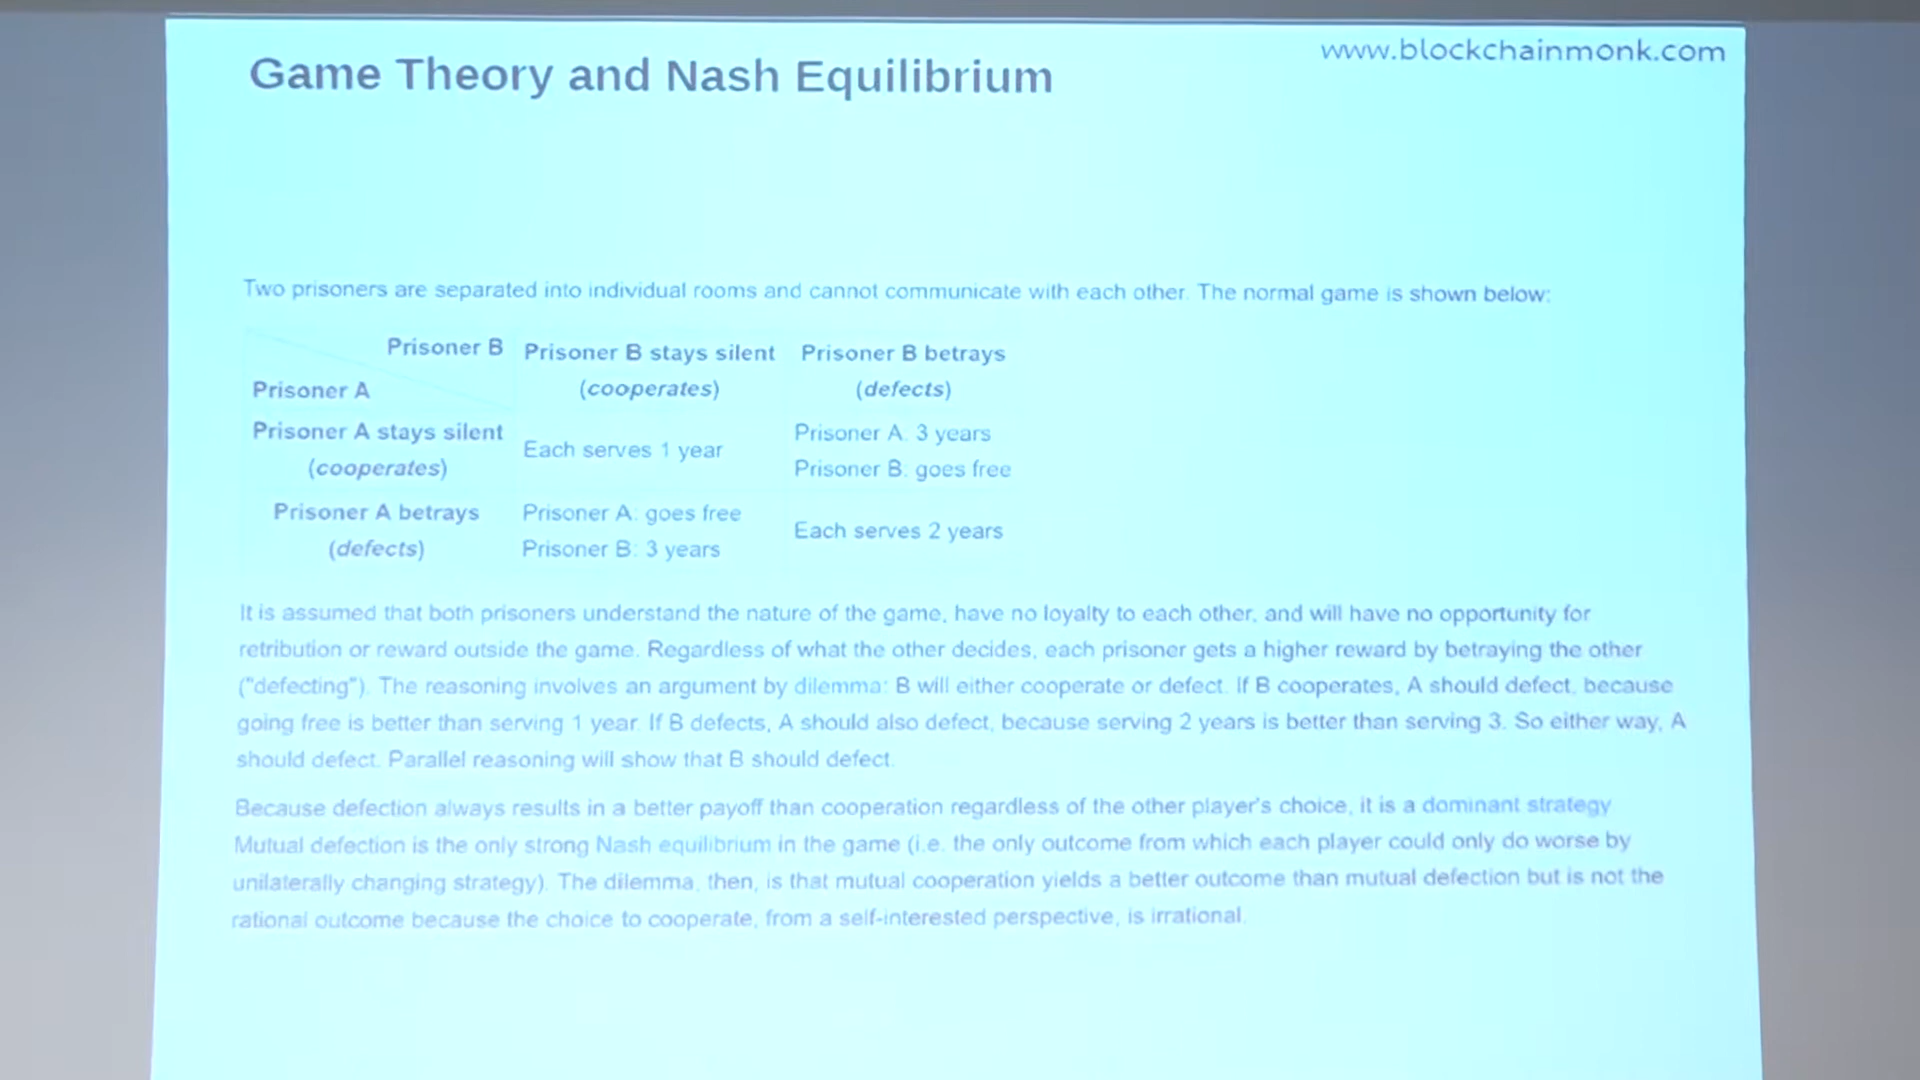 www.blockchainmonk.com
Game Theory and Nash Equilibrium
Two prisoners are separated into individual rooms and cannot communicate with each other. The normal game is shown below:
Prisoner B
Prisoner A
Prisoner B stays silent
(cooperates)
Prisoner B betrays
(defects)
Prisoner A stays silent
(cooperates)
Each serves 1 year
Prisoner A: 3 years
Prisoner B: goes free
Prisoner A betrays
(defects)
Prisoner A: goes free
Prisoner B: 3 years
Each serves 2 years
It is assumed that both prisoners understand the nature of the game, have no loyalty to each other, and will have no opportunity for
retribution or reward outside the game. Regardless of what the other decides, each prisoner gets a higher reward by betraying the other
("defecting"). The reasoning involves an argument by dilemma: B will either cooperate or defect. If B cooperates, A should defect, because
going free is better than serving 1 year. If B defects, A should also defect, because serving 2 years is better than serving 3. So either way, A
should defect. Parallel reasoning will show that B should defect.
Because defection always results in a better payoff than cooperation regardless of the other player's choice, it is a dominant strategy
Mutual defection is the only strong Nash equilibrium in the game (i.e. the only outcome from which each player could only do worse by
unilaterally changing strategy). The dilemma, then, is that mutual cooperation yields a better outcome than mutual defection but is not the
rational outcome because the choice to cooperate, from a self-interested perspective, is irrational.